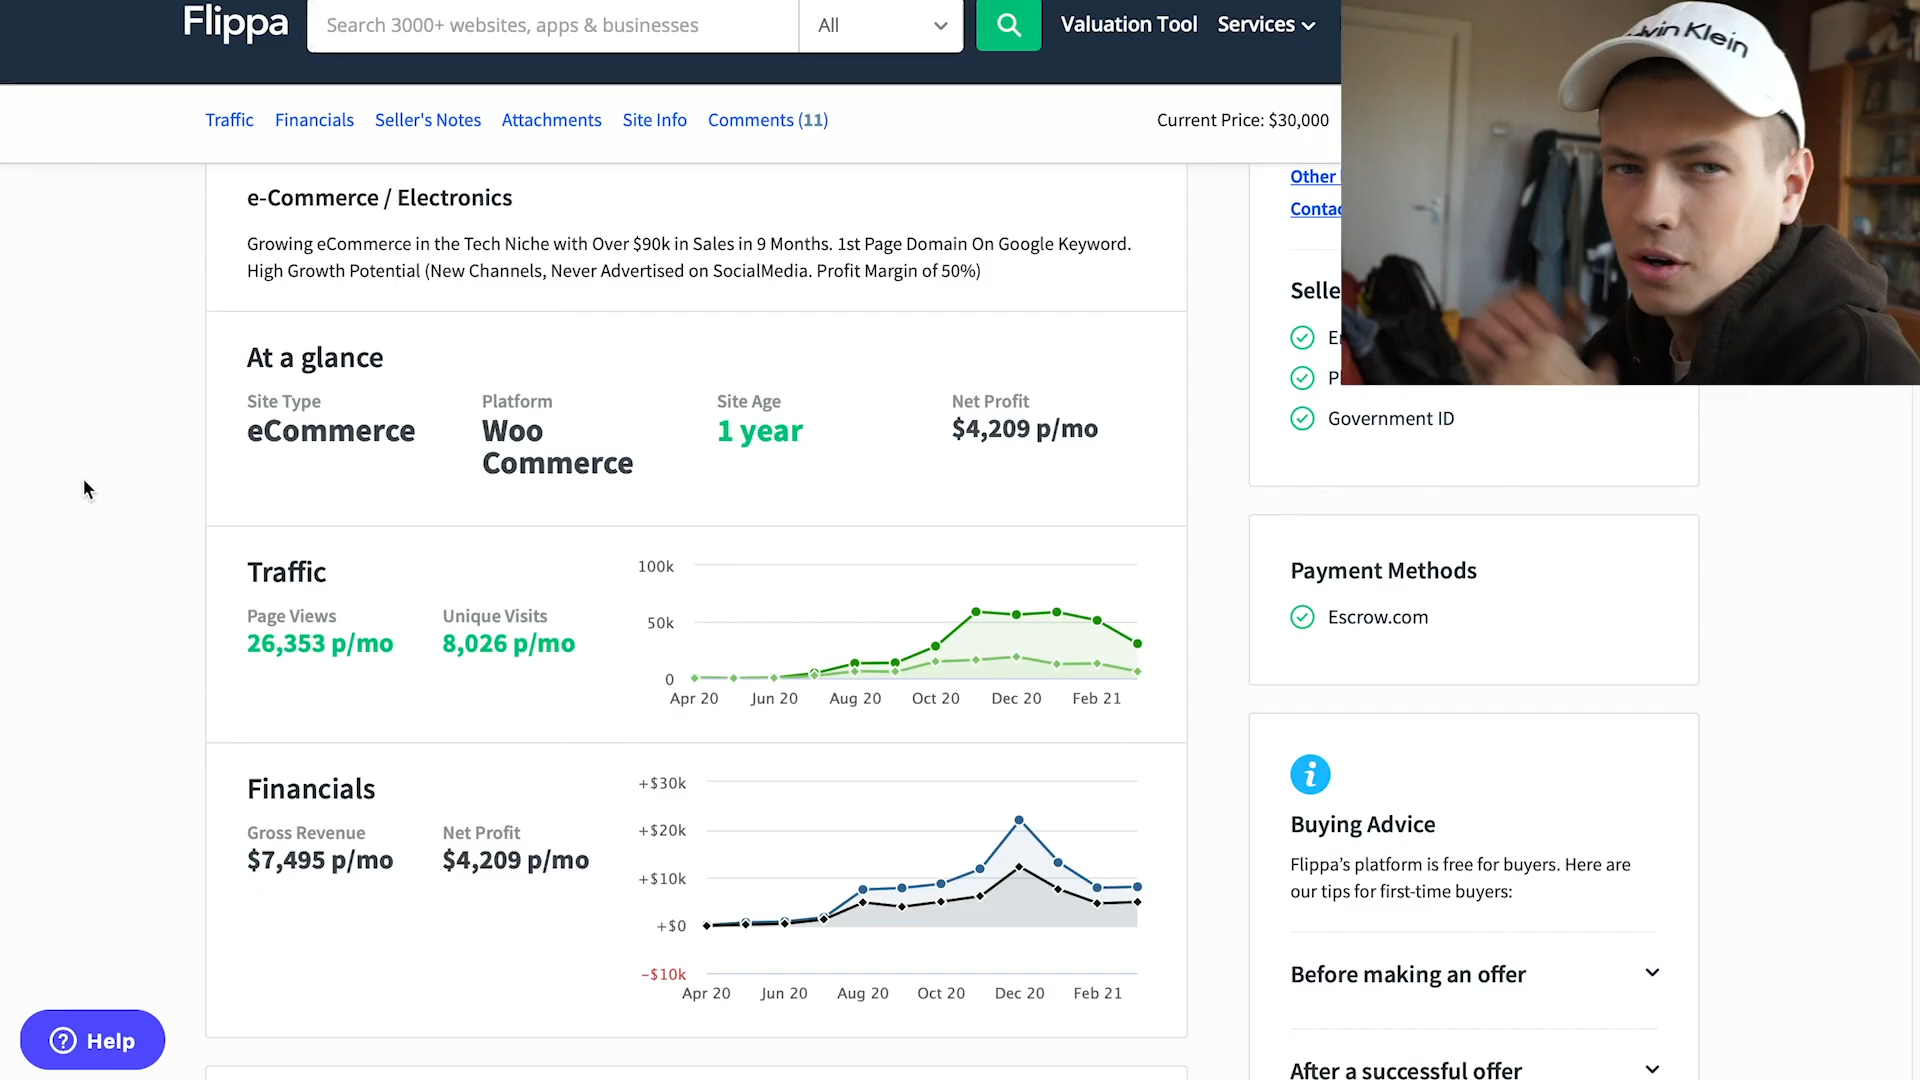 Flippa
Search 3000+ websites, apps & businesses
All
Valuation Tool
Services
Traffic
Financials
Seller's Notes
Attachments
Site Info
Comments (11)
Current Price: $30,000
e-Commerce / Electronics
Growing eCommerce in the Tech Niche with Over $90k in Sales in 9 Months. 1st Page Domain On Google Keyword.
High Growth Potential (New Channels, Never Advertised on SocialMedia. Profit Margin of 50%)
At a glance
Site Type
eCommerce
Platform
Woo
Commerce
Site Age
1 year
Net Profit
$4,209 p/mo
Traffic
Page Views
26,353 p/mo
Unique Visits
8,026 p/mo
100k
50k
0
Apr 20
Jun 20
Aug 20
Oct 20
Dec 20
Feb 21
Financials
Gross Revenue
$7,495 p/mo
Net Profit
$4,209 p/mo
+$30k
+$20k
+$10k
+$0
−$10k
Apr 20
Jun 20
Aug 20
Oct 20
Dec 20
Feb 21
Help
Klein
Other
Government ID
Payment Methods
Escrow.com
Buying Advice
Flippa’s platform is free for buyers. Here are
our tips for first-time buyers:
Before making an offer
After a successful offer